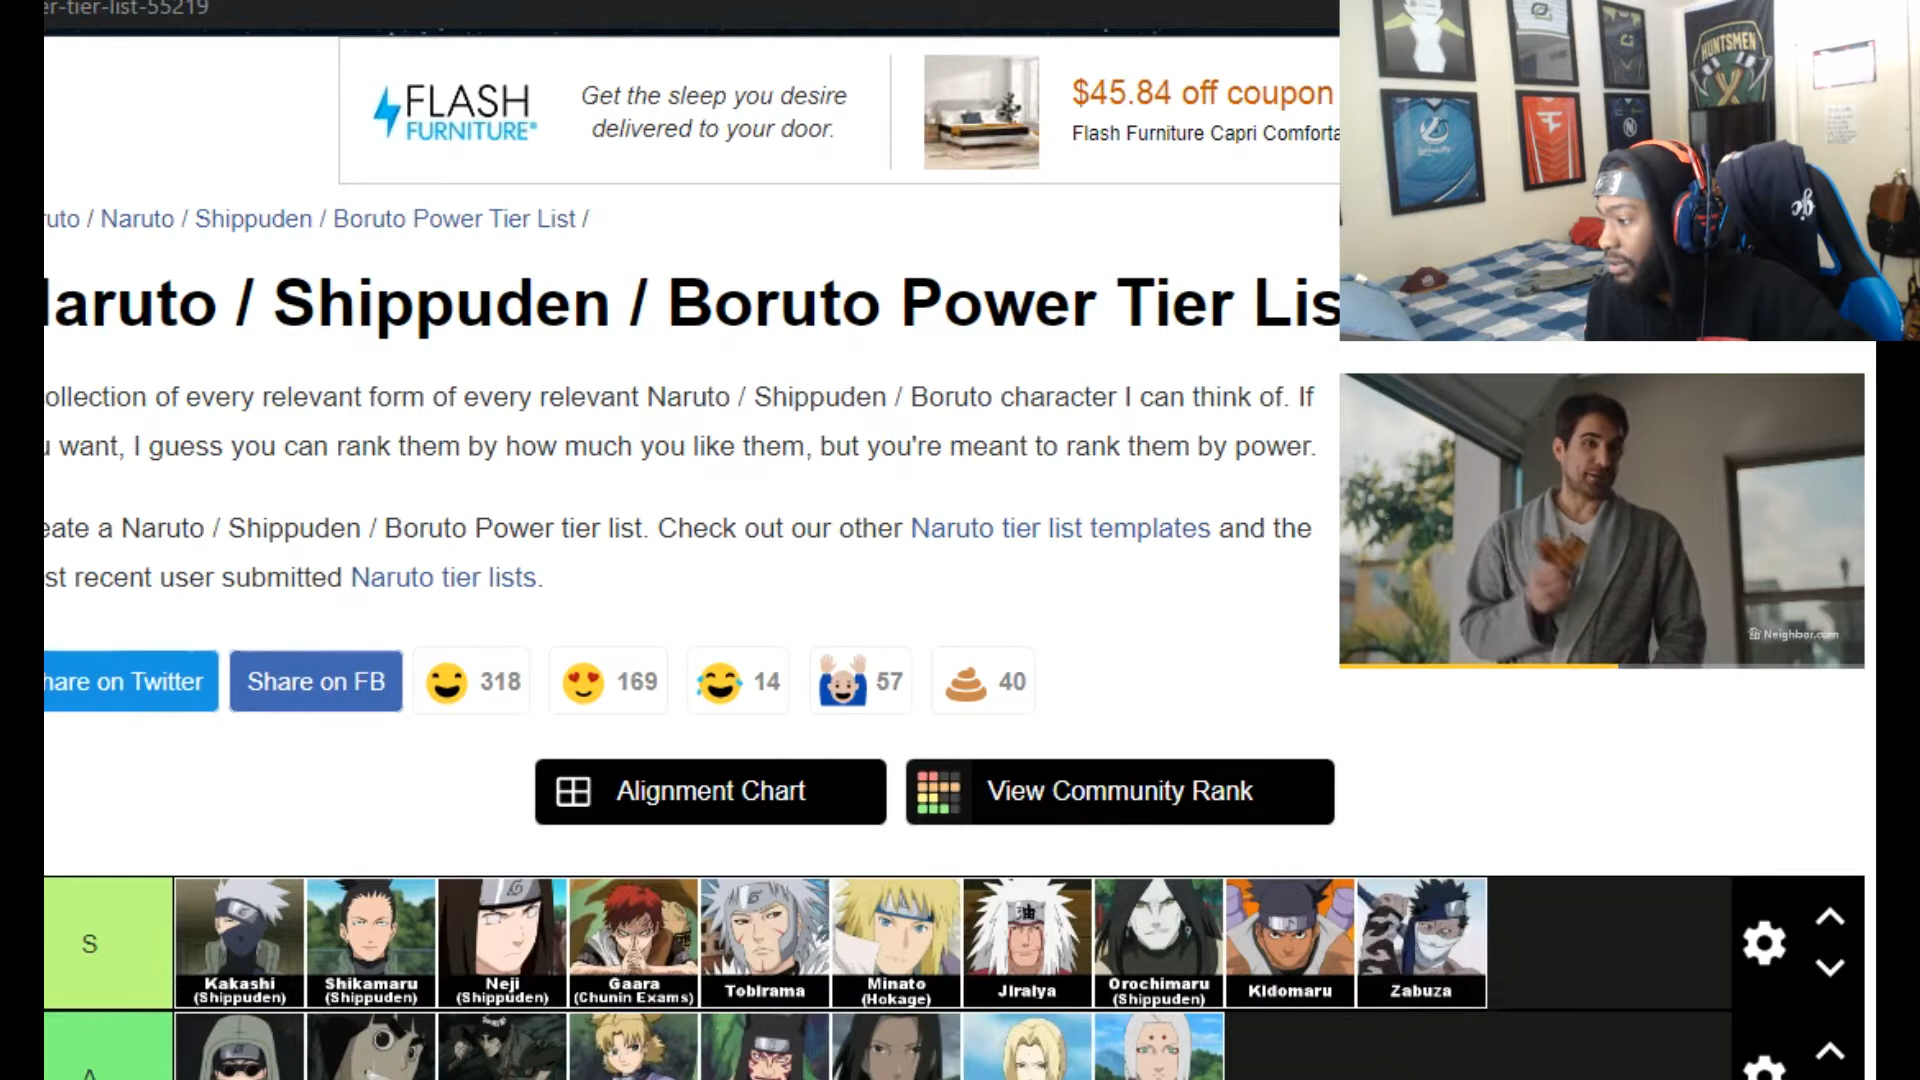 er-tier-list-55219
FLASH
FURNITURE®
Get the sleep you desire
delivered to your door.
$45.84 off coupon
Flash Furniture Capri Comforta
HUNTSMEN
ruto / Naruto / Shippuden / Boruto Power Tier List /
Naruto / Shippuden / Boruto Power Tier Lis
ollection of every relevant form of every relevant Naruto / Shippuden / Boruto character I can think of. If
u want, I guess you can rank them by how much you like them, but you're meant to rank them by power.
eate a Naruto / Shippuden / Boruto Power tier list. Check out our other Naruto tier list templates and the
st recent user submitted Naruto tier lists.
Neighbor.com
hare on Twitter
Share on FB
318
169
14
57
40
Alignment Chart
View Community Rank
S
Kakashi
(Shippuden)
Shikamaru
(Shippuden)
Neji
(Shippuden)
Gaara
(Chunin Exams)
Tobirama
Minato
(Hokage)
Jiraiya
Orochimaru
(Shippuden)
Kidomaru
Zabuza
A